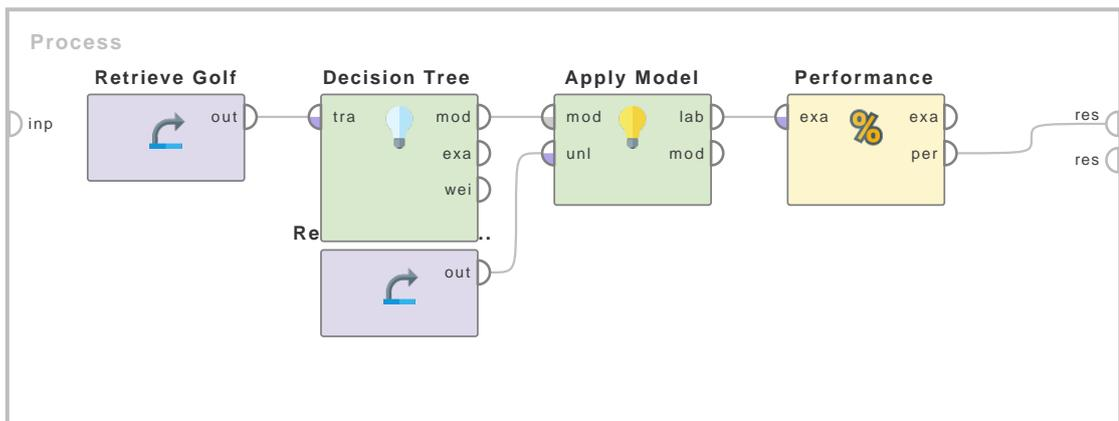 Process
Retrieve Golf Decision Tree Apply Model Performance
inp out tra mod mod lab exa exa res
exa unl mod per res
wei
Re ..
out